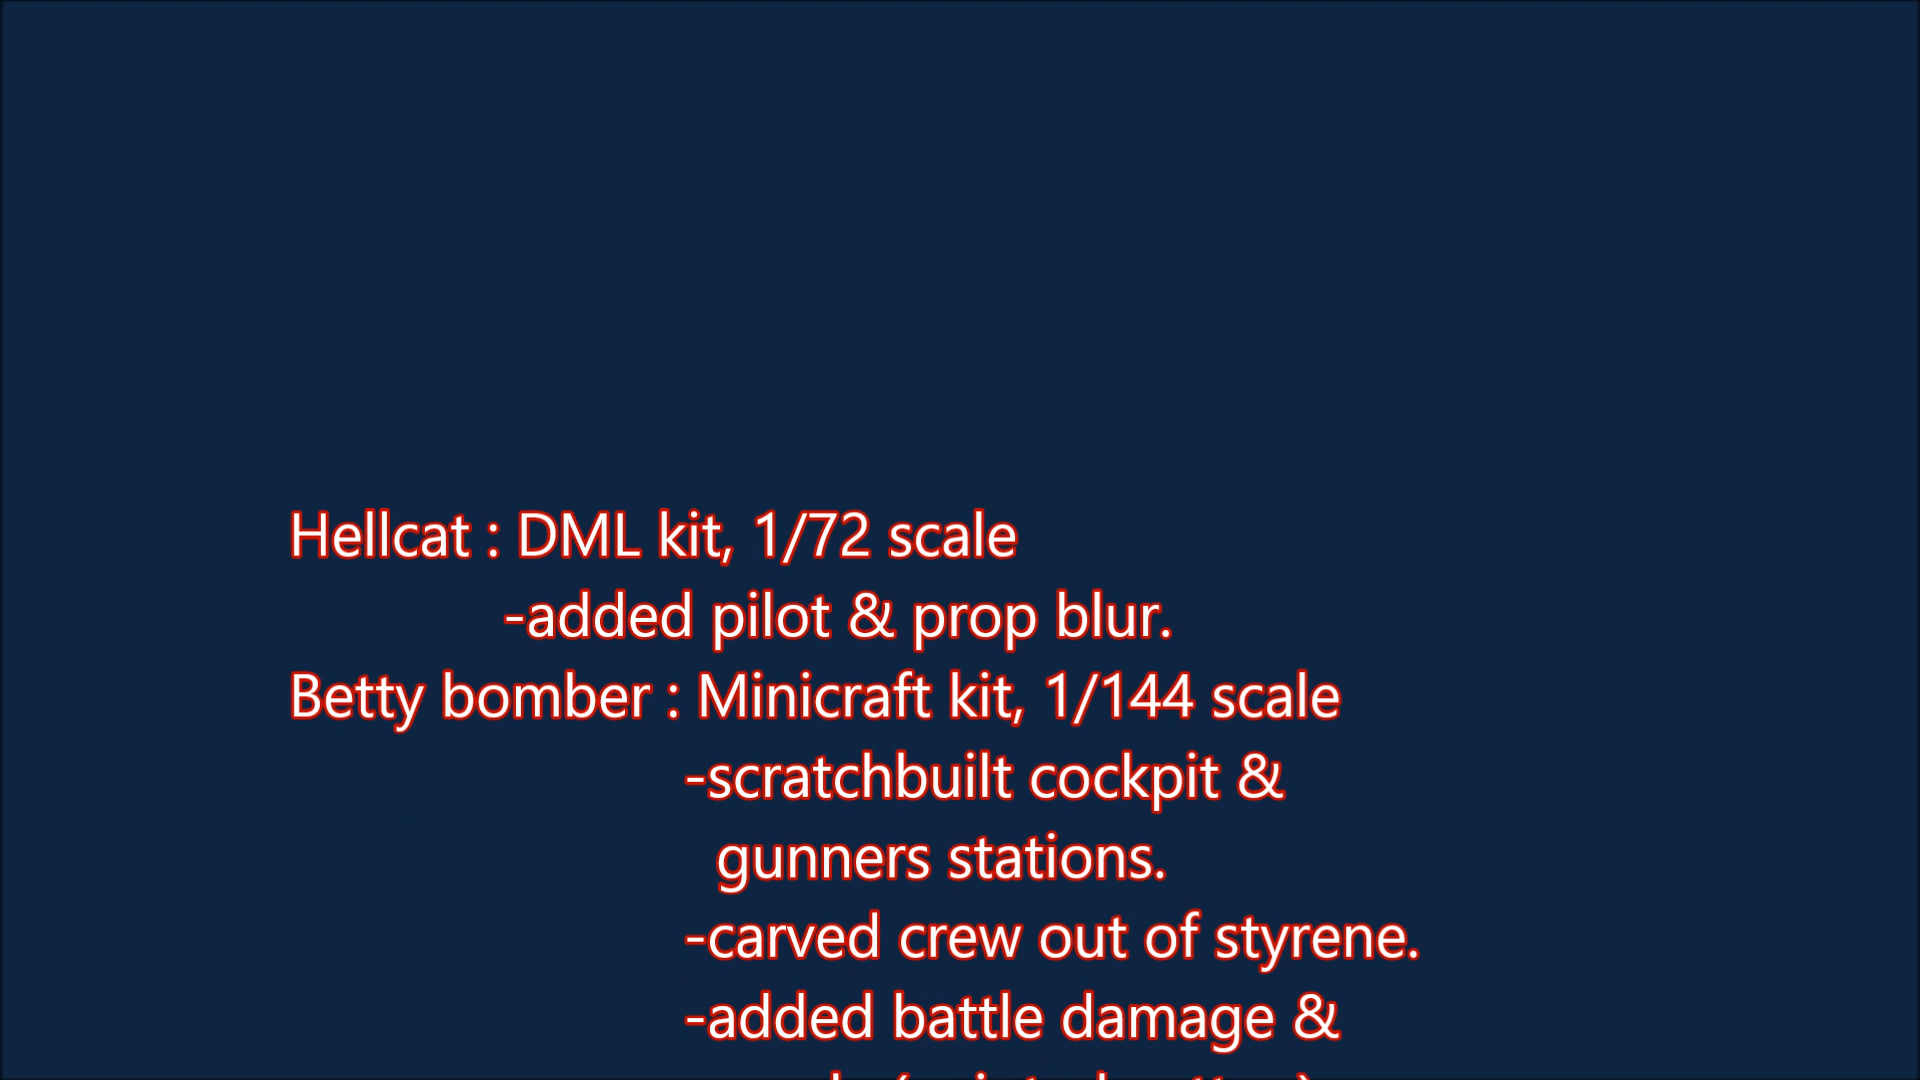 Hellcat : DML kit, 1/72 scale
-added pilot & prop blur.
Betty bomber : Minicraft kit, 1/144 scale
-scratchbuilt cockpit &
gunners stations.
-carved crew out of styrene.
-added battle damage &